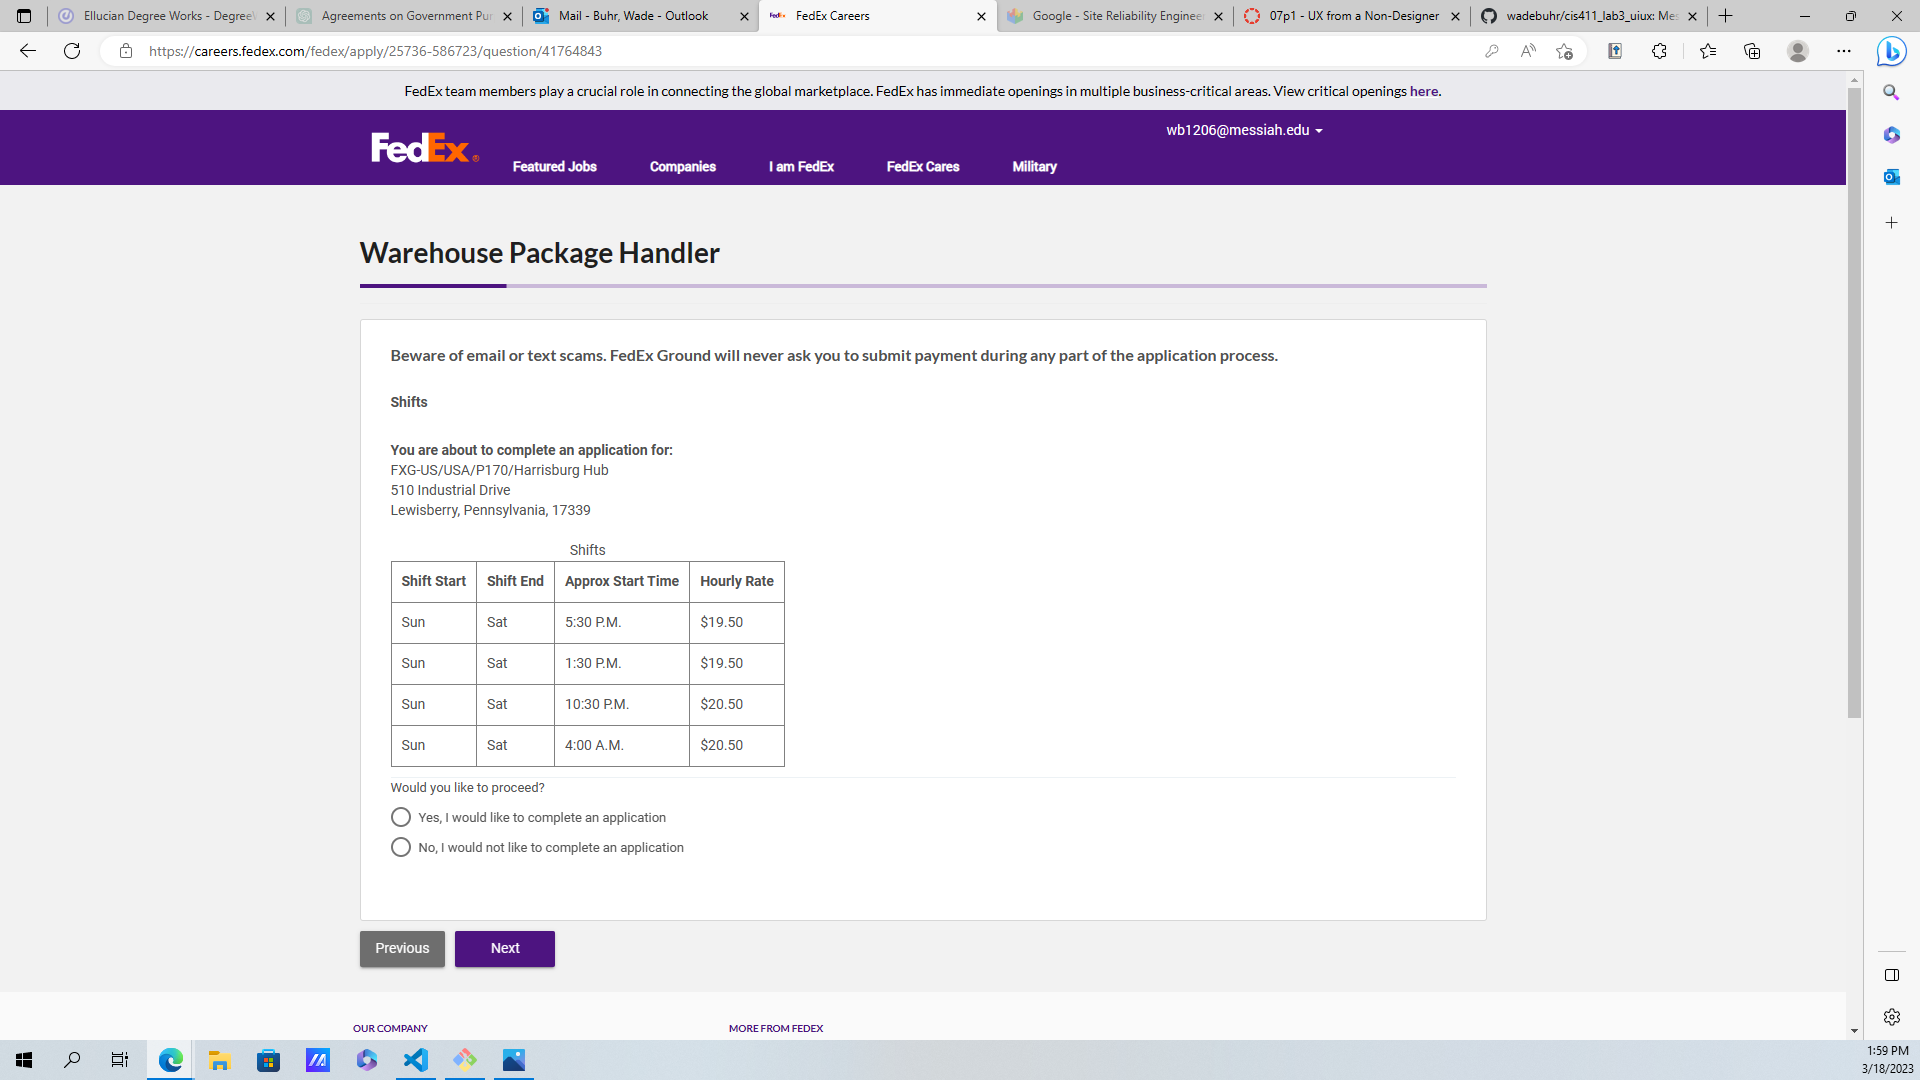 Ellucian Degree Works - Degree
Agreements on Government Pur
Mail - Buhr, Wade - Outlook
FedEx FedEx Careers
Google - Site Reliability Engineer
07p1 - UX from a Non-Designer
wadebuhr/cis411_lab3_uiux: Mes
https://careers.fedex.com/fedex/apply/25736-586723/question/41764843
FedEx team members play a crucial role in connecting the global marketplace. FedEx has immediate openings in multiple business-critical areas. View critical openings here.
wb1206@messiah.edu
FedEx®
Featured Jobs
Companies
I am FedEx
FedEx Cares
Military
Warehouse Package Handler
Beware of email or text scams. FedEx Ground will never ask you to submit payment during any part of the application process.
Shifts
You are about to complete an application for:
FXG-US/USA/P170/Harrisburg Hub
510 Industrial Drive
Lewisberry, Pennsylvania, 17339
Shifts
Shift Start Shift End Approx Start Time Hourly Rate
Sun Sat 5:30 P.M. $19.50
Sun Sat 1:30 P.M. $19.50
Sun Sat 10:30 P.M. $20.50
Sun Sat 4:00 A.M. $20.50
Would you like to proceed?
Yes, I would like to complete an application
No, I would not like to complete an application
Previous
Next
OUR COMPANY
MORE FROM FEDEX
1:59 PM
3/18/2023